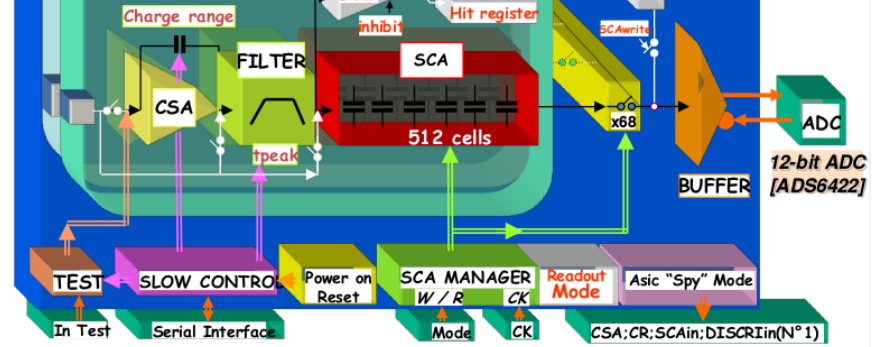 Charge range
inhibit
Hit register
SCAwrite
FILTER
SCA
CSA
x68
ADC
512 cells
tpeak
12-bit ADC
[ADS6422]
BUFFER
TEST
SLOW CONTROL
Power on
Reset
SCA MANAGER
W / R
CK
Readout
Mode
Asic “Spy” Mode
In Test
Serial Interface
Mode
CK
CSA;CR;SCAin;DISCRIin(N°1)